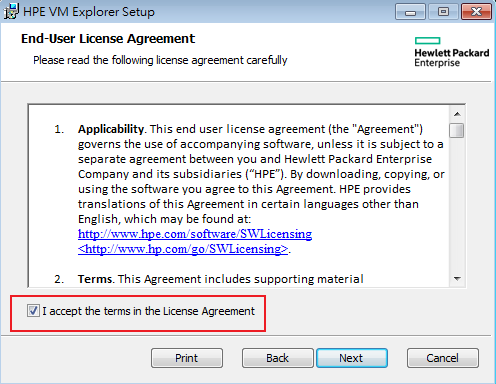 HPE VM Explorer Setup
End-User License Agreement
Please read the following license agreement carefully
Hewlett Packard
Enterprise
1. Applicability. This end user license agreement (the "Agreement")
governs the use of accompanying software, unless it is subject to a
separate agreement between you and Hewlett Packard Enterprise
Company and its subsidiaries (“HPE”). By downloading, copying, or
using the software you agree to this Agreement. HPE provides
translations of this Agreement in certain languages other than
English, which may be found at:
http://www.hpe.com/software/SWLicensing
<http://www.hpe.com/go/SWLicensing>.
2. Terms. This Agreement includes supporting material
I accept the terms in the License Agreement
Print Back Next Cancel